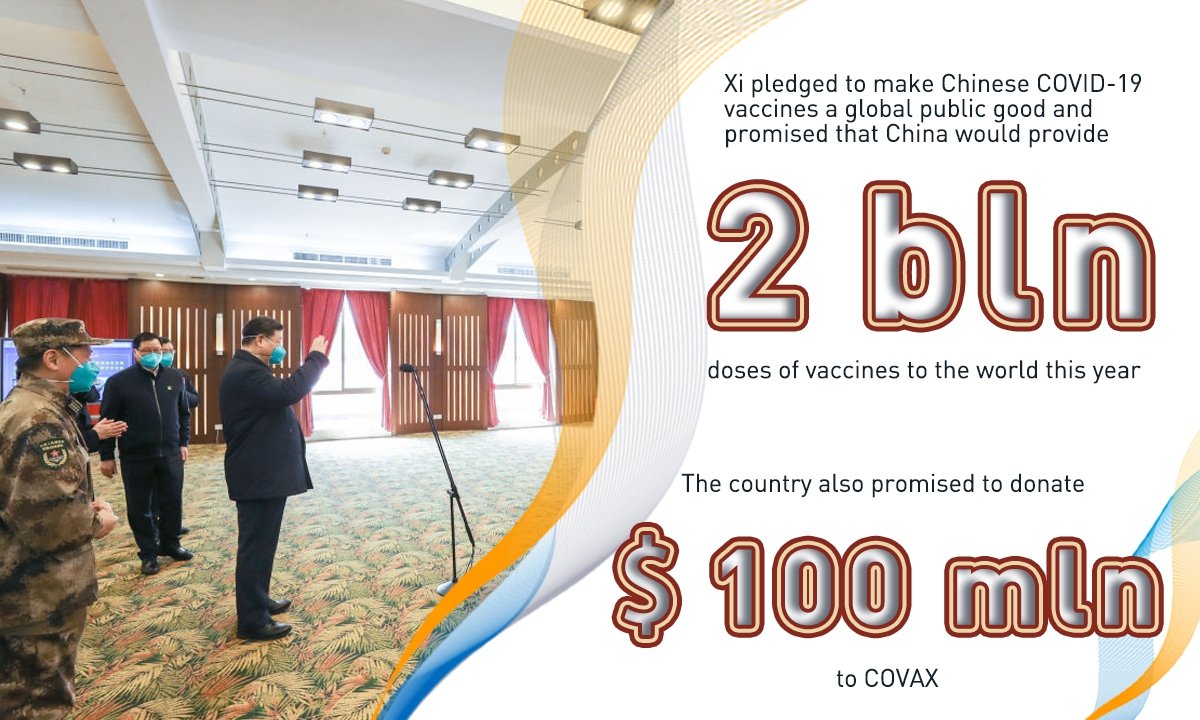 Xi pledged to make Chinese COVID-19
vaccines a global public good and
promised that China would provide
2 bln
doses of vaccines to the world this year
The country also promised to donate
$ 100 mln
to COVAX